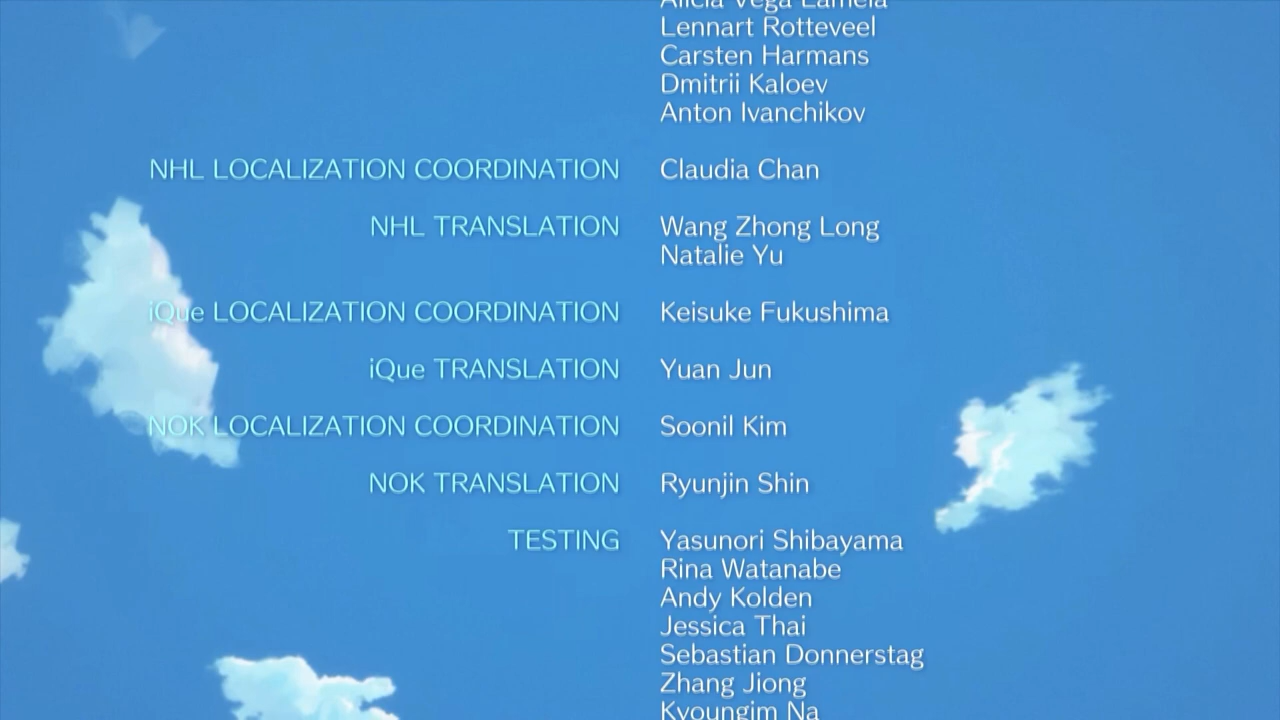 Lennart Rotteveel
Carsten Harmans
Dmitrii Kaloev
Anton Ivanchikov
NHL LOCALIZATION COORDINATION Claudia Chan
NHL TRANSLATION Wang Zhong Long
Natalie Yu
iQue LOCALIZATION COORDINATION Keisuke Fukushima
iQue TRANSLATION Yuan Jun
NOK LOCALIZATION COORDINATION Soonil Kim
NOK TRANSLATION Ryunjin Shin
TESTING Yasunori Shibayama
Rina Watanabe
Andy Kolden
Jessica Thai
Sebastian Donnerstag
Zhang Jiong
Kyoungim Na